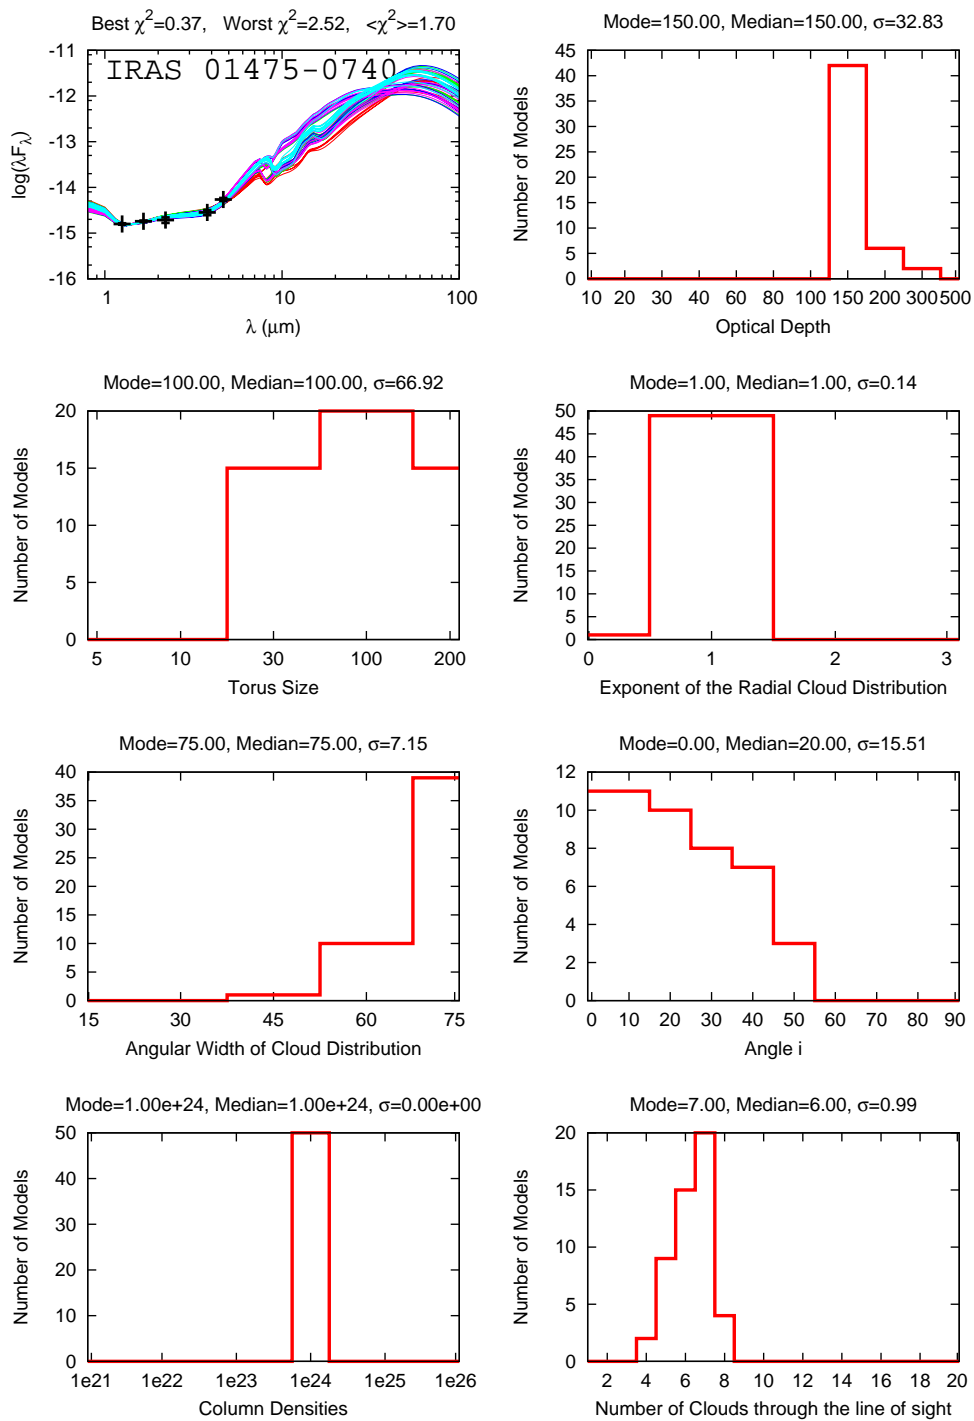 Best χ²=0.37, Worst χ²=2.52, <χ²>=1.70
IRAS 01475-0740
log(λFλ)
-11
-12
-13
-14
-15
-16
1 10 100
λ (μm)
Mode=150.00, Median=150.00, σ=32.83
Number of Models
45
40
35
30
25
20
15
10
5
0
10 20 30 40 60 80 100 150 200 300 500
Optical Depth
Mode=100.00, Median=100.00, σ=66.92
Number of Models
20
15
10
5
0
5 10 30 100 200
Torus Size
Mode=1.00, Median=1.00, σ=0.14
Number of Models
50
45
40
35
30
25
20
15
10
5
0
0 1 2 3
Exponent of the Radial Cloud Distribution
Mode=75.00, Median=75.00, σ=7.15
Number of Models
40
35
30
25
20
15
10
5
0
15 30 45 60 75
Angular Width of Cloud Distribution
Mode=0.00, Median=20.00, σ=15.51
Number of Models
12
10
8
6
4
2
0
0 10 20 30 40 50 60 70 80 90
Angle i
Mode=1.00e+24, Median=1.00e+24, σ=0.00e+00
Number of Models
50
40
30
20
10
0
1e21 1e22 1e23 1e24 1e25 1e26
Column Densities
Mode=7.00, Median=6.00, σ=0.99
Number of Models
20
15
10
5
0
2 4 6 8 10 12 14 16 18 20
Number of Clouds through the line of sight